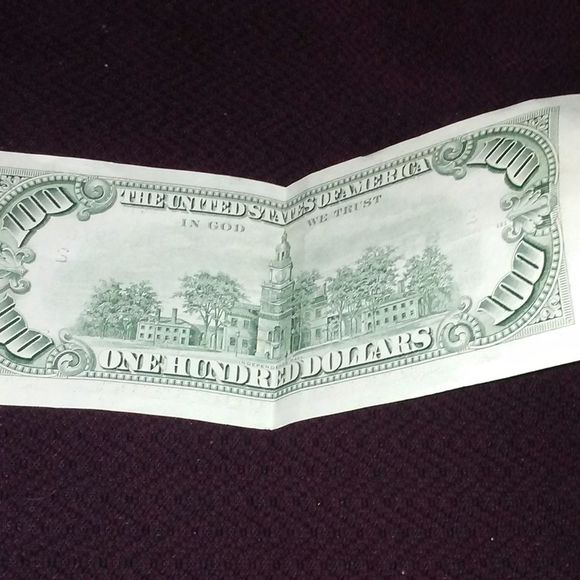 100 THE UNITED STATES OF AMERICA 100
IN GOD WE TRUST
100 ONE HUNDRED DOLLARS 100